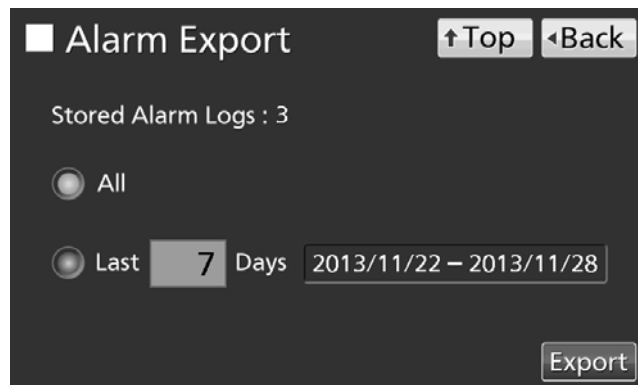 Alarm Export
Top
Back
Stored Alarm Logs : 3
All
Last 7 Days 2013/11/22 – 2013/11/28
Export